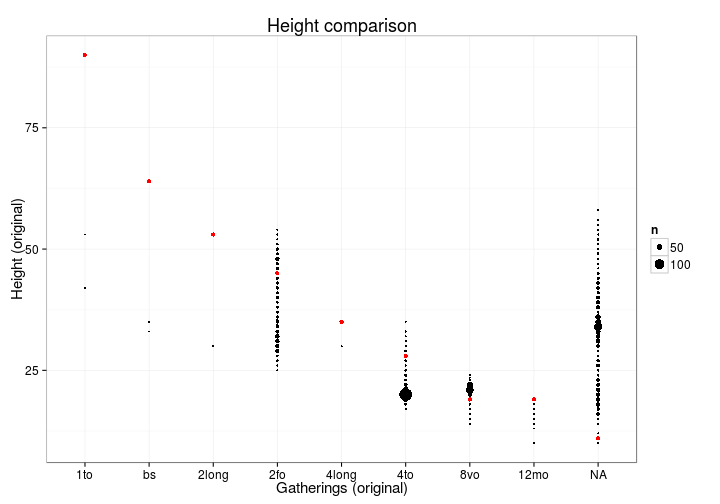 Height comparison
Height (original)
75
50
25
1to bs 2long 2fo 4long 4to 8vo 12mo NA
Gatherings (original)
n
50
100